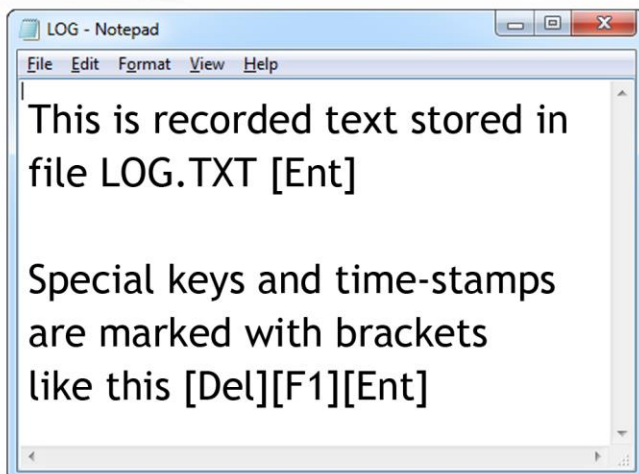 LOG - Notepad
File Edit Format View Help
This is recorded text stored in
file LOG.TXT [Ent]
Special keys and time-stamps
are marked with brackets
like this [Del][F1][Ent]